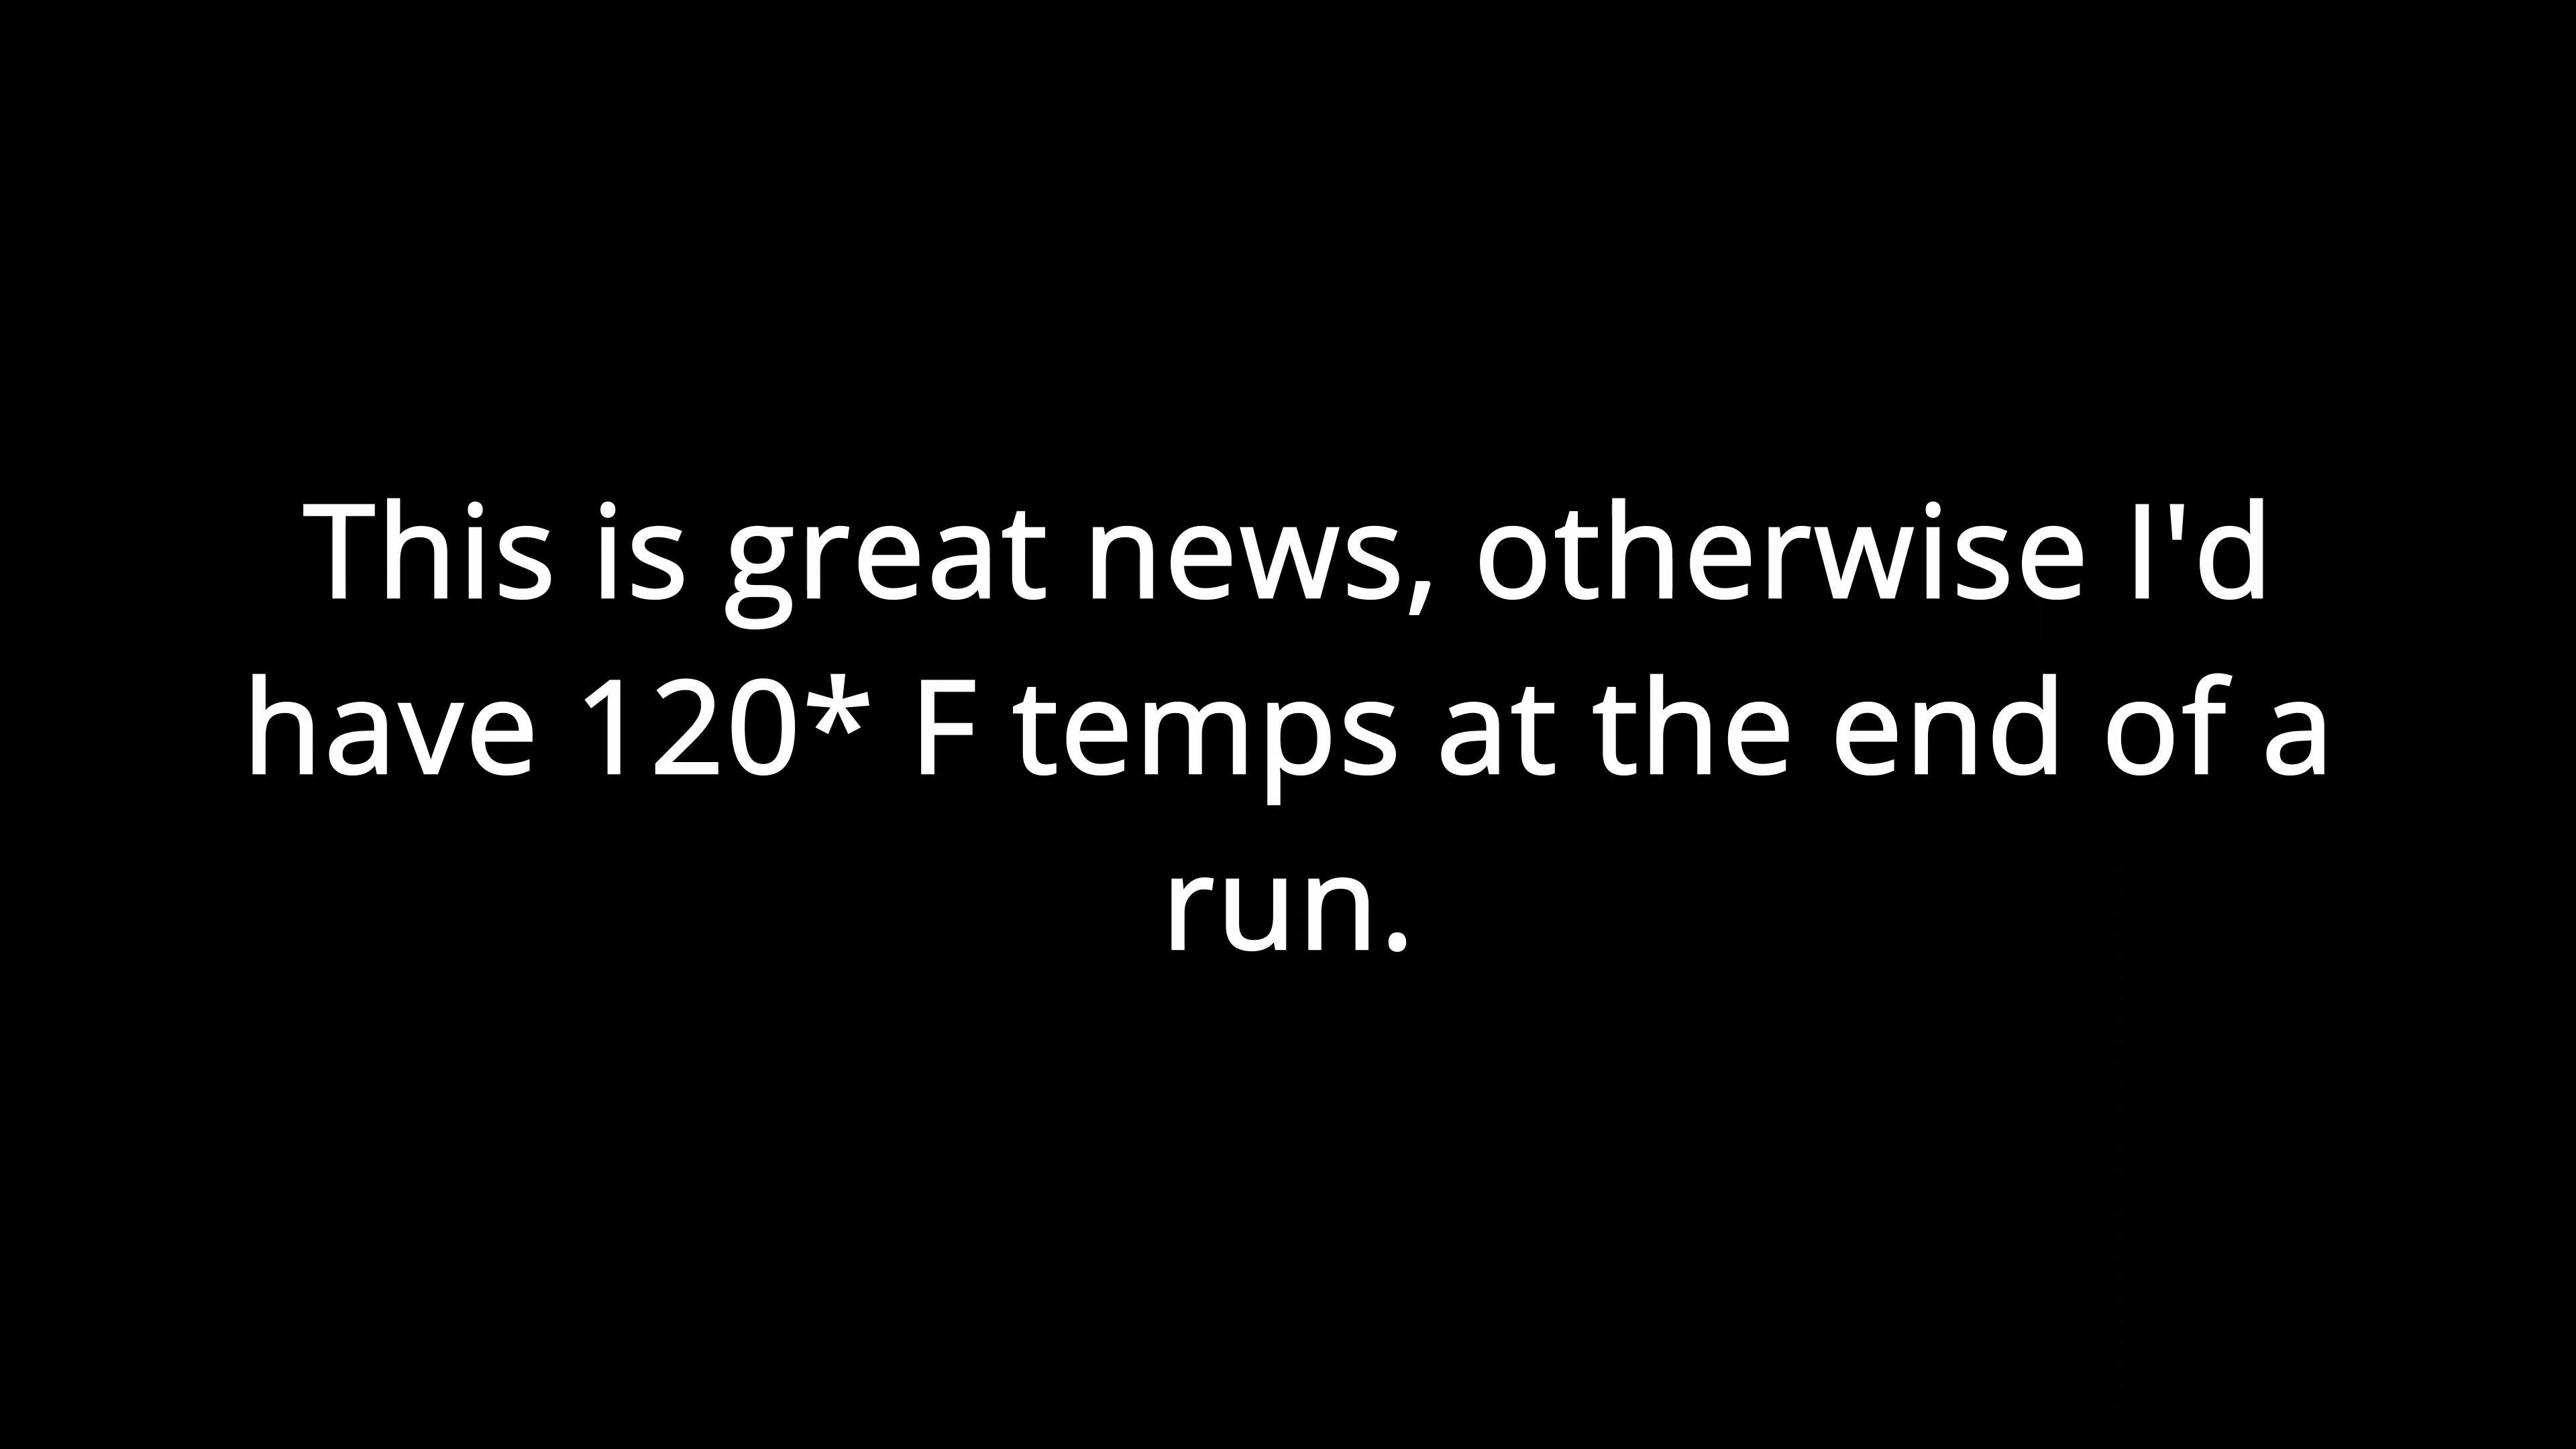 This is great news, otherwise I'd
have 120* F temps at the end of a
run.